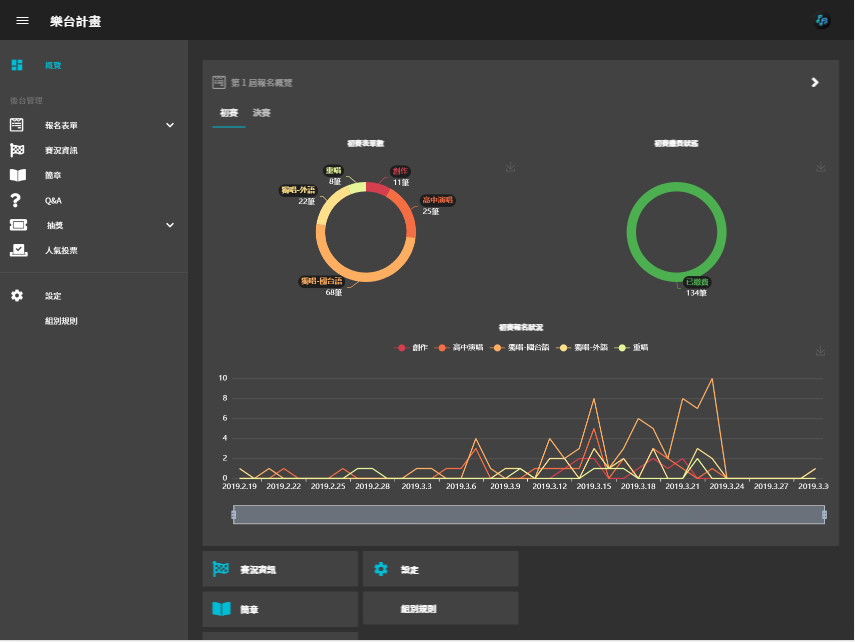 樂台計畫
概覽
後台管理
報名表單
賽況資訊
簡章
Q&A
抽獎
人氣投票
設定
組別規則
第 1 屆報名概覽
初賽
決賽
初賽表單數
重唱
8筆
創作
11筆
獨唱-外語
22筆
高中演唱
25筆
獨唱-國台語
68筆
初賽繳費狀態
已繳費
134筆
初賽報名狀況
創作 高中演唱 獨唱-國台語 獨唱-外語 重唱
10
8
6
4
2
0
2019.2.19 2019.2.22 2019.2.25 2019.2.28 2019.3.3 2019.3.6 2019.3.9 2019.3.12 2019.3.15 2019.3.18 2019.3.21 2019.3.24 2019.3.27 2019.3.3
賽況資訊
設定
簡章
組別規則